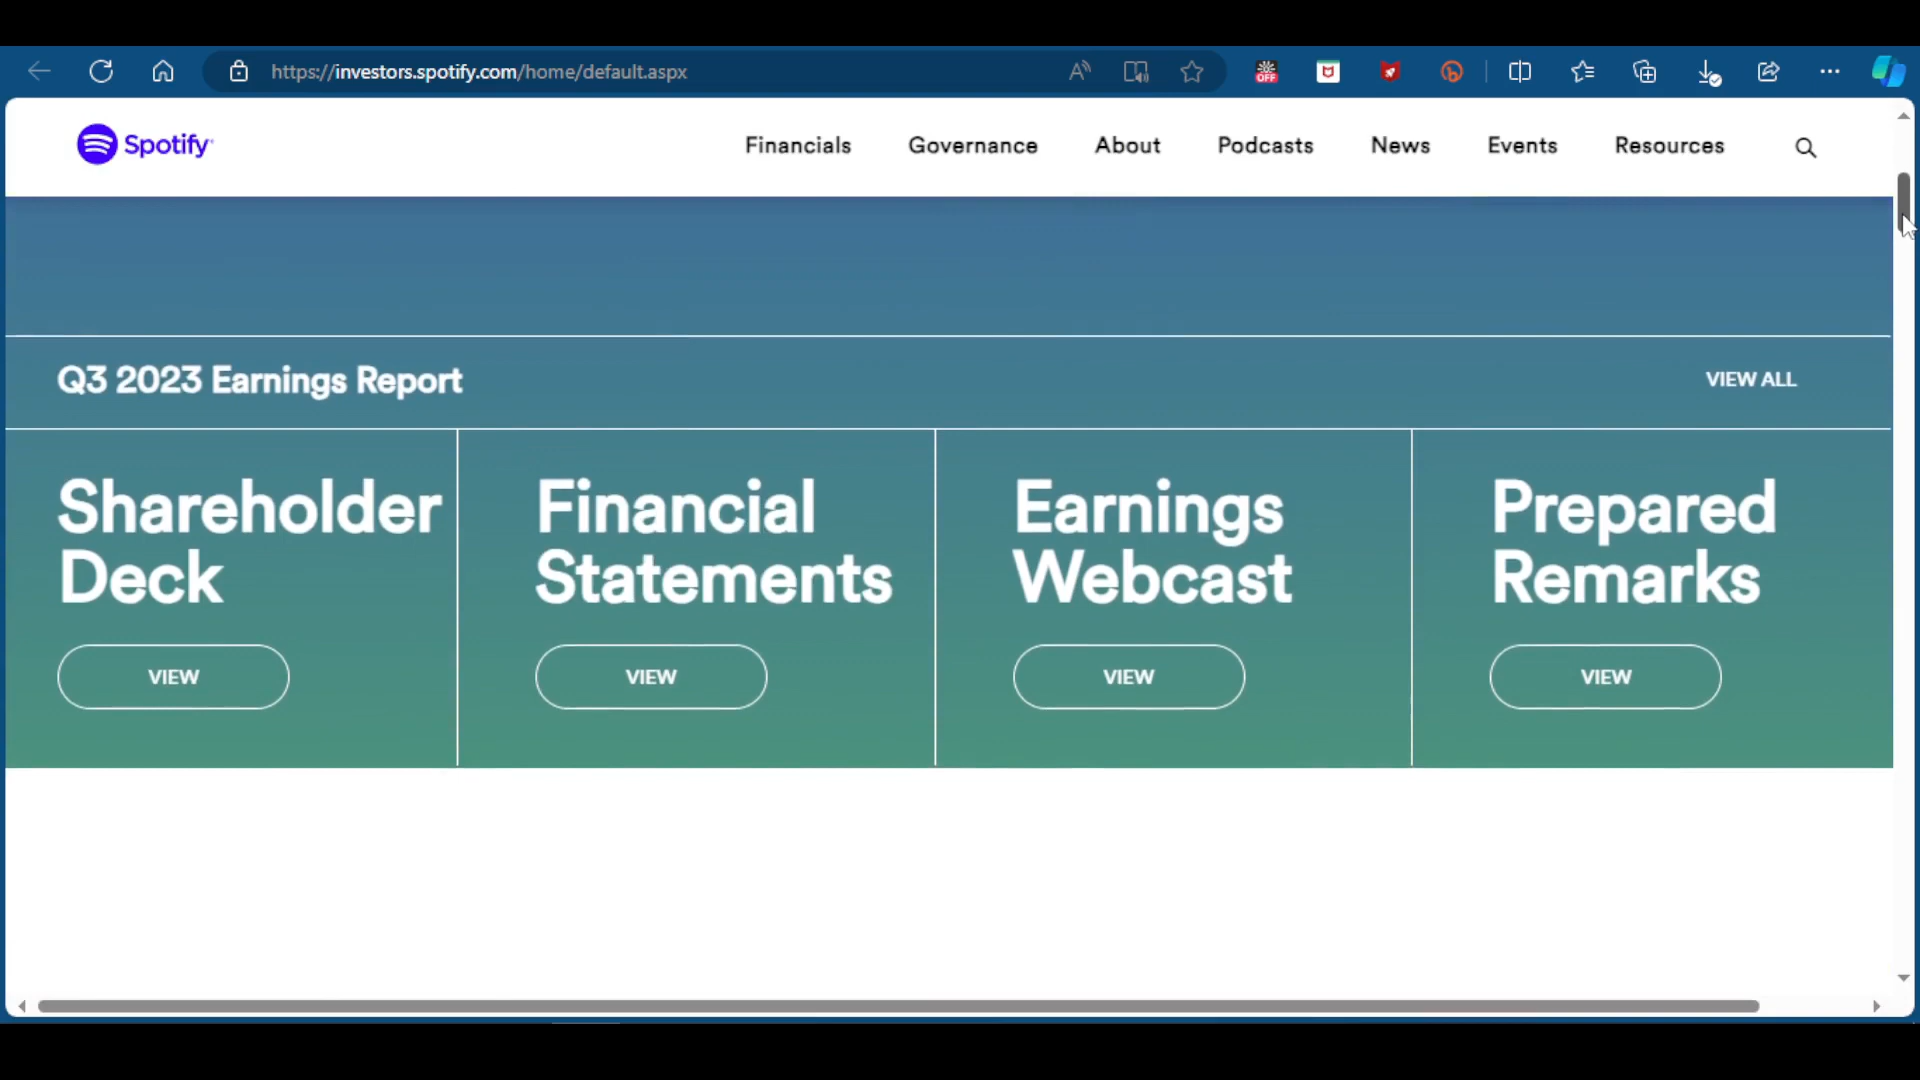 https://investors.spotify.com/home/default.aspx
OFF
Spotify
Financials
Governance
About
Podcasts
News
Events
Resources
Q3 2023 Earnings Report
VIEW ALL
Shareholder
Deck
VIEW
Financial
Statements
VIEW
Earnings
Webcast
VIEW
Prepared
Remarks
VIEW